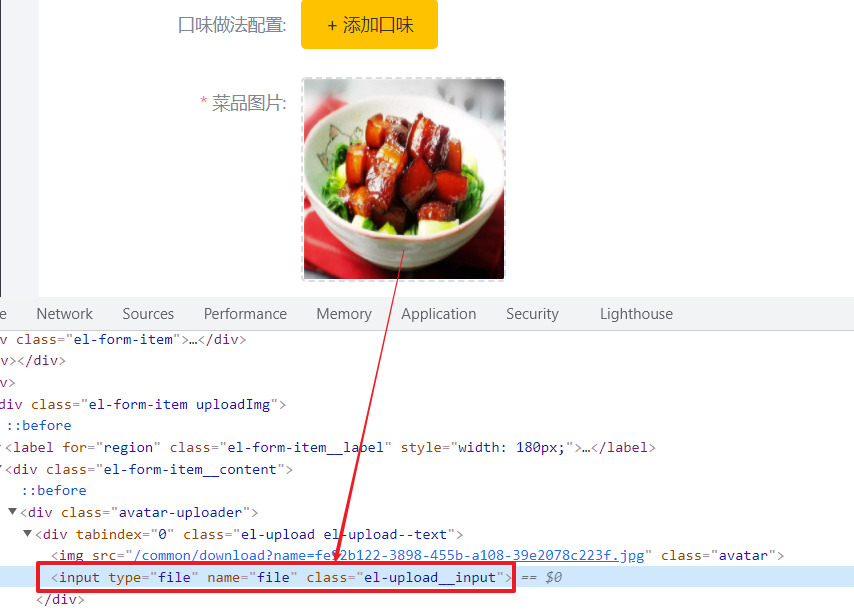 口味做法配置:
+ 添加口味
* 菜品图片:
e Network Sources Performance Memory Application Security Lighthouse
v class="el-form-item">…</div>
v></div>
v>
div class="el-form-item uploadImg">
::before
<label for="region" class="el-form-item__label" style="width: 180px;">…</label>
<div class="el-form-item__content">
::before
▼<div class="avatar-uploader">
▼<div tabindex="0" class="el-upload el-upload--text">
<img src="/common/download?name=fe92b122-3898-455b-a108-39e2078c223f.jpg" class="avatar">
<input type="file" name="file" class="el-upload__input"> == $0
</div>